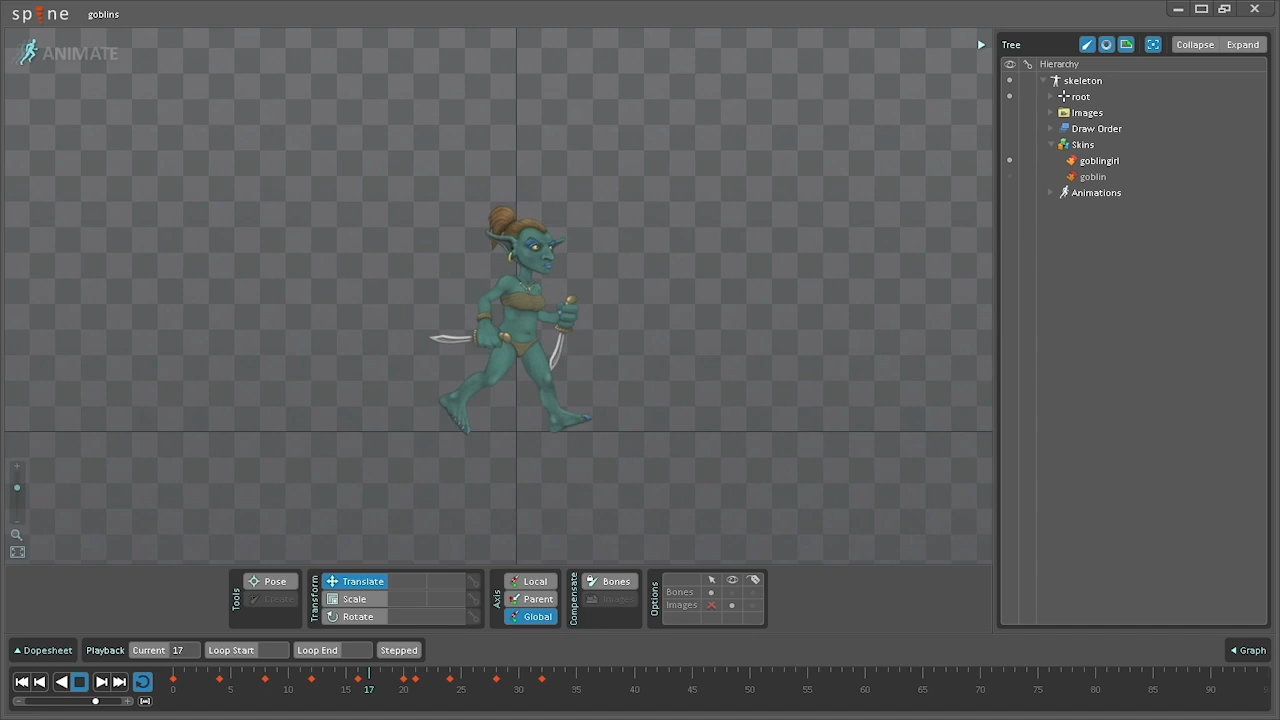 spine goblins
ANIMATE
Tree Collapse Expand
Hierarchy
skeleton
root
Images
Draw Order
Skins
goblingirl
goblin
Animations
Tools
Pose
Create
Transform
Translate
Scale
Rotate
Axis
Local
Parent
Global
Compensate
Bones
Images
Options
Bones
Images
Dopesheet Playback Current 17 Loop Start Loop End Stepped Graph
0 5 10 15 17 20 25 30 35 40 45 50 55 60 65 70 75 80 85 90